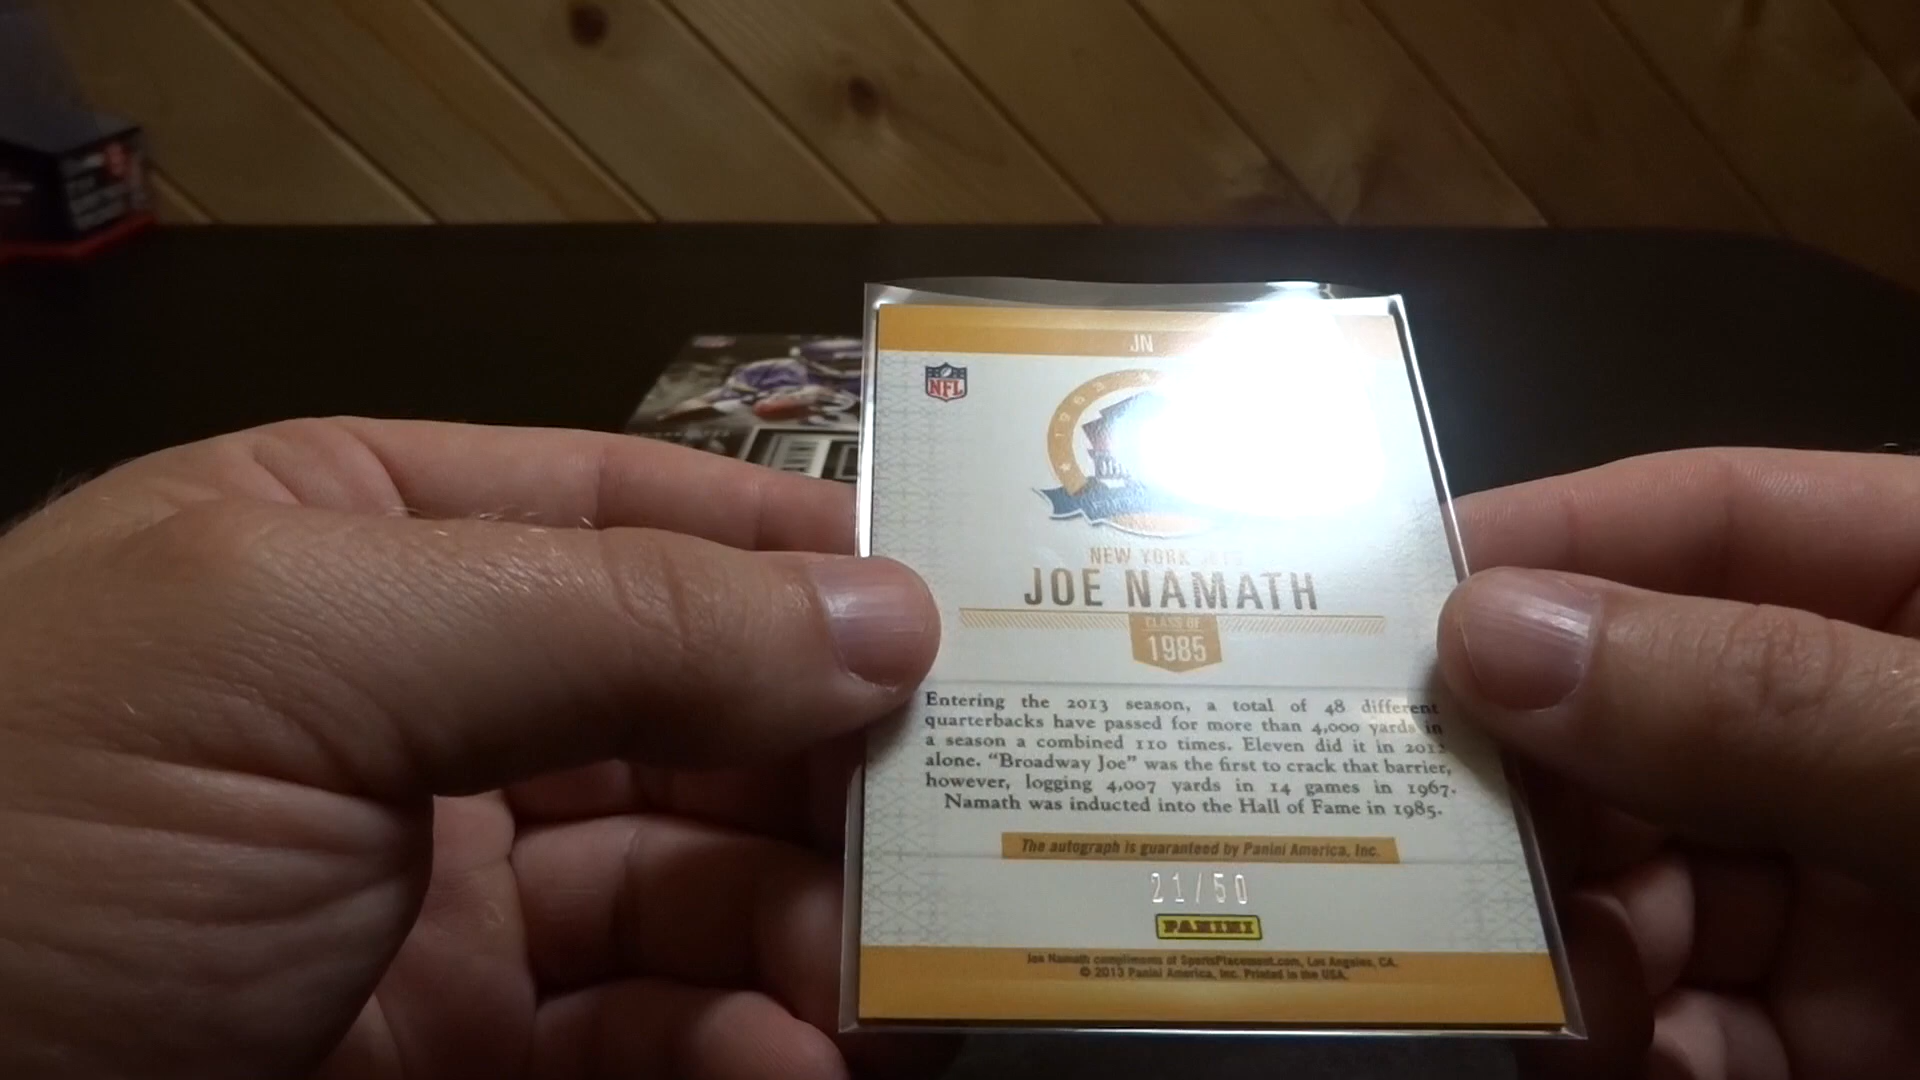 JN
NFL
1963
NEW YORK
JOE NAMATH
CLASS OF
1985
Entering the 2013 season, a total of 48 different
quarterbacks have passed for more than 4,000 yards in
a season a combined 110 times. Eleven did it in 2012
alone. “Broadway Joe” was the first to crack that barrier,
however, logging 4,007 yards in 14 games in 1967.
Namath was inducted into the Hall of Fame in 1985.
The autograph is guaranteed by Panini America, Inc.
21/50
PANINI
Joe Namath compliments of SportsPlacement.com, Los Angeles, CA.
© 2013 Panini America, Inc. Printed in the USA.